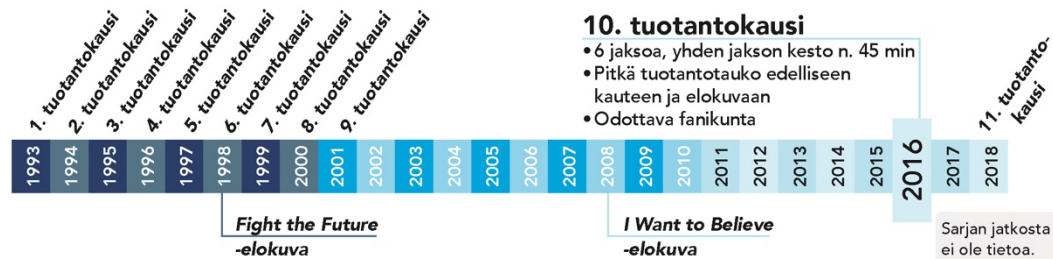 1. tuotantokausi
2. tuotantokausi
3. tuotantokausi
4. tuotantokausi
5. tuotantokausi
6. tuotantokausi
7. tuotantokausi
8. tuotantokausi
9. tuotantokausi
10. tuotantokausi
• 6 jaksoa, yhden jakson kesto n. 45 min
• Pitkä tuotantotauko edelliseen
kauteen ja elokuvaan
• Odottava fanikunta
11. tuotanto-
kausi
1993
1994
1995
1996
1997
1998
1999
2000
2001
2002
2003
2004
2005
2006
2007
2008
2009
2010
2011
2012
2013
2014
2015
2016
2017
2018
Fight the Future
-elokuva
I Want to Believe
-elokuva
Sarjan jatkosta
ei ole tietoa.